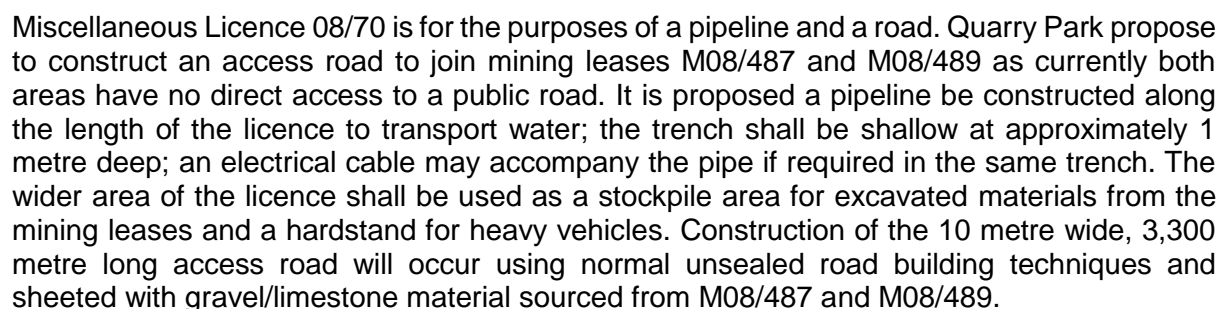 Miscellaneous Licence 08/70 is for the purposes of a pipeline and a road. Quarry Park propose
to construct an access road to join mining leases M08/487 and M08/489 as currently both
areas have no direct access to a public road. It is proposed a pipeline be constructed along
the length of the licence to transport water; the trench shall be shallow at approximately 1
metre deep; an electrical cable may accompany the pipe if required in the same trench. The
wider area of the licence shall be used as a stockpile area for excavated materials from the
mining leases and a hardstand for heavy vehicles. Construction of the 10 metre wide, 3,300
metre long access road will occur using normal unsealed road building techniques and
sheeted with gravel/limestone material sourced from M08/487 and M08/489.